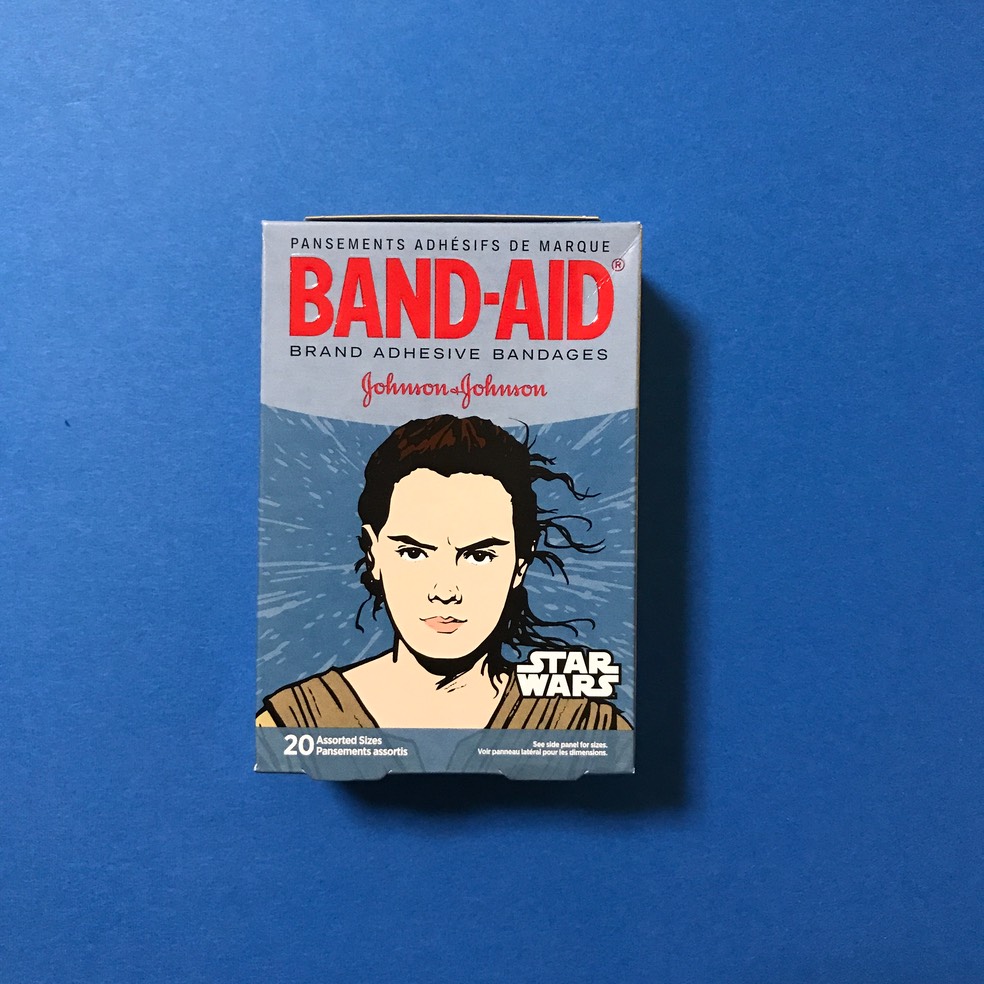 PANSEMENTS ADHÉSIFS DE MARQUE
BAND-AID®
BRAND ADHESIVE BANDAGES
Johnson & Johnson
STAR
WARS
20 Assorted Sizes
Pansements assortis
See side panel for sizes.
Voir panneau latéral pour les dimensions.